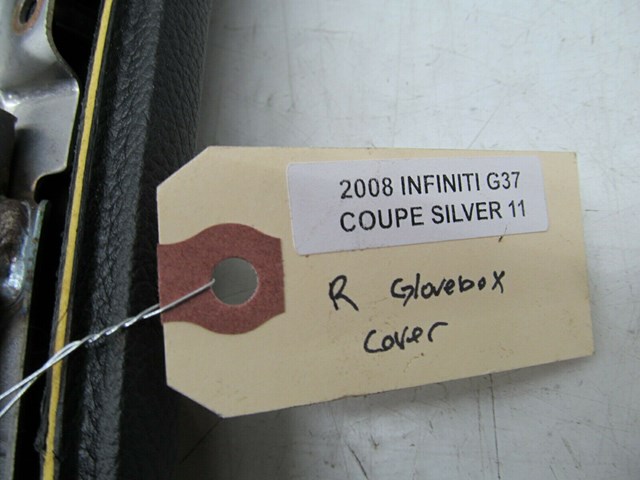 2008 INFINITI G37
COUPE SILVER 11
R Glovebox
cover